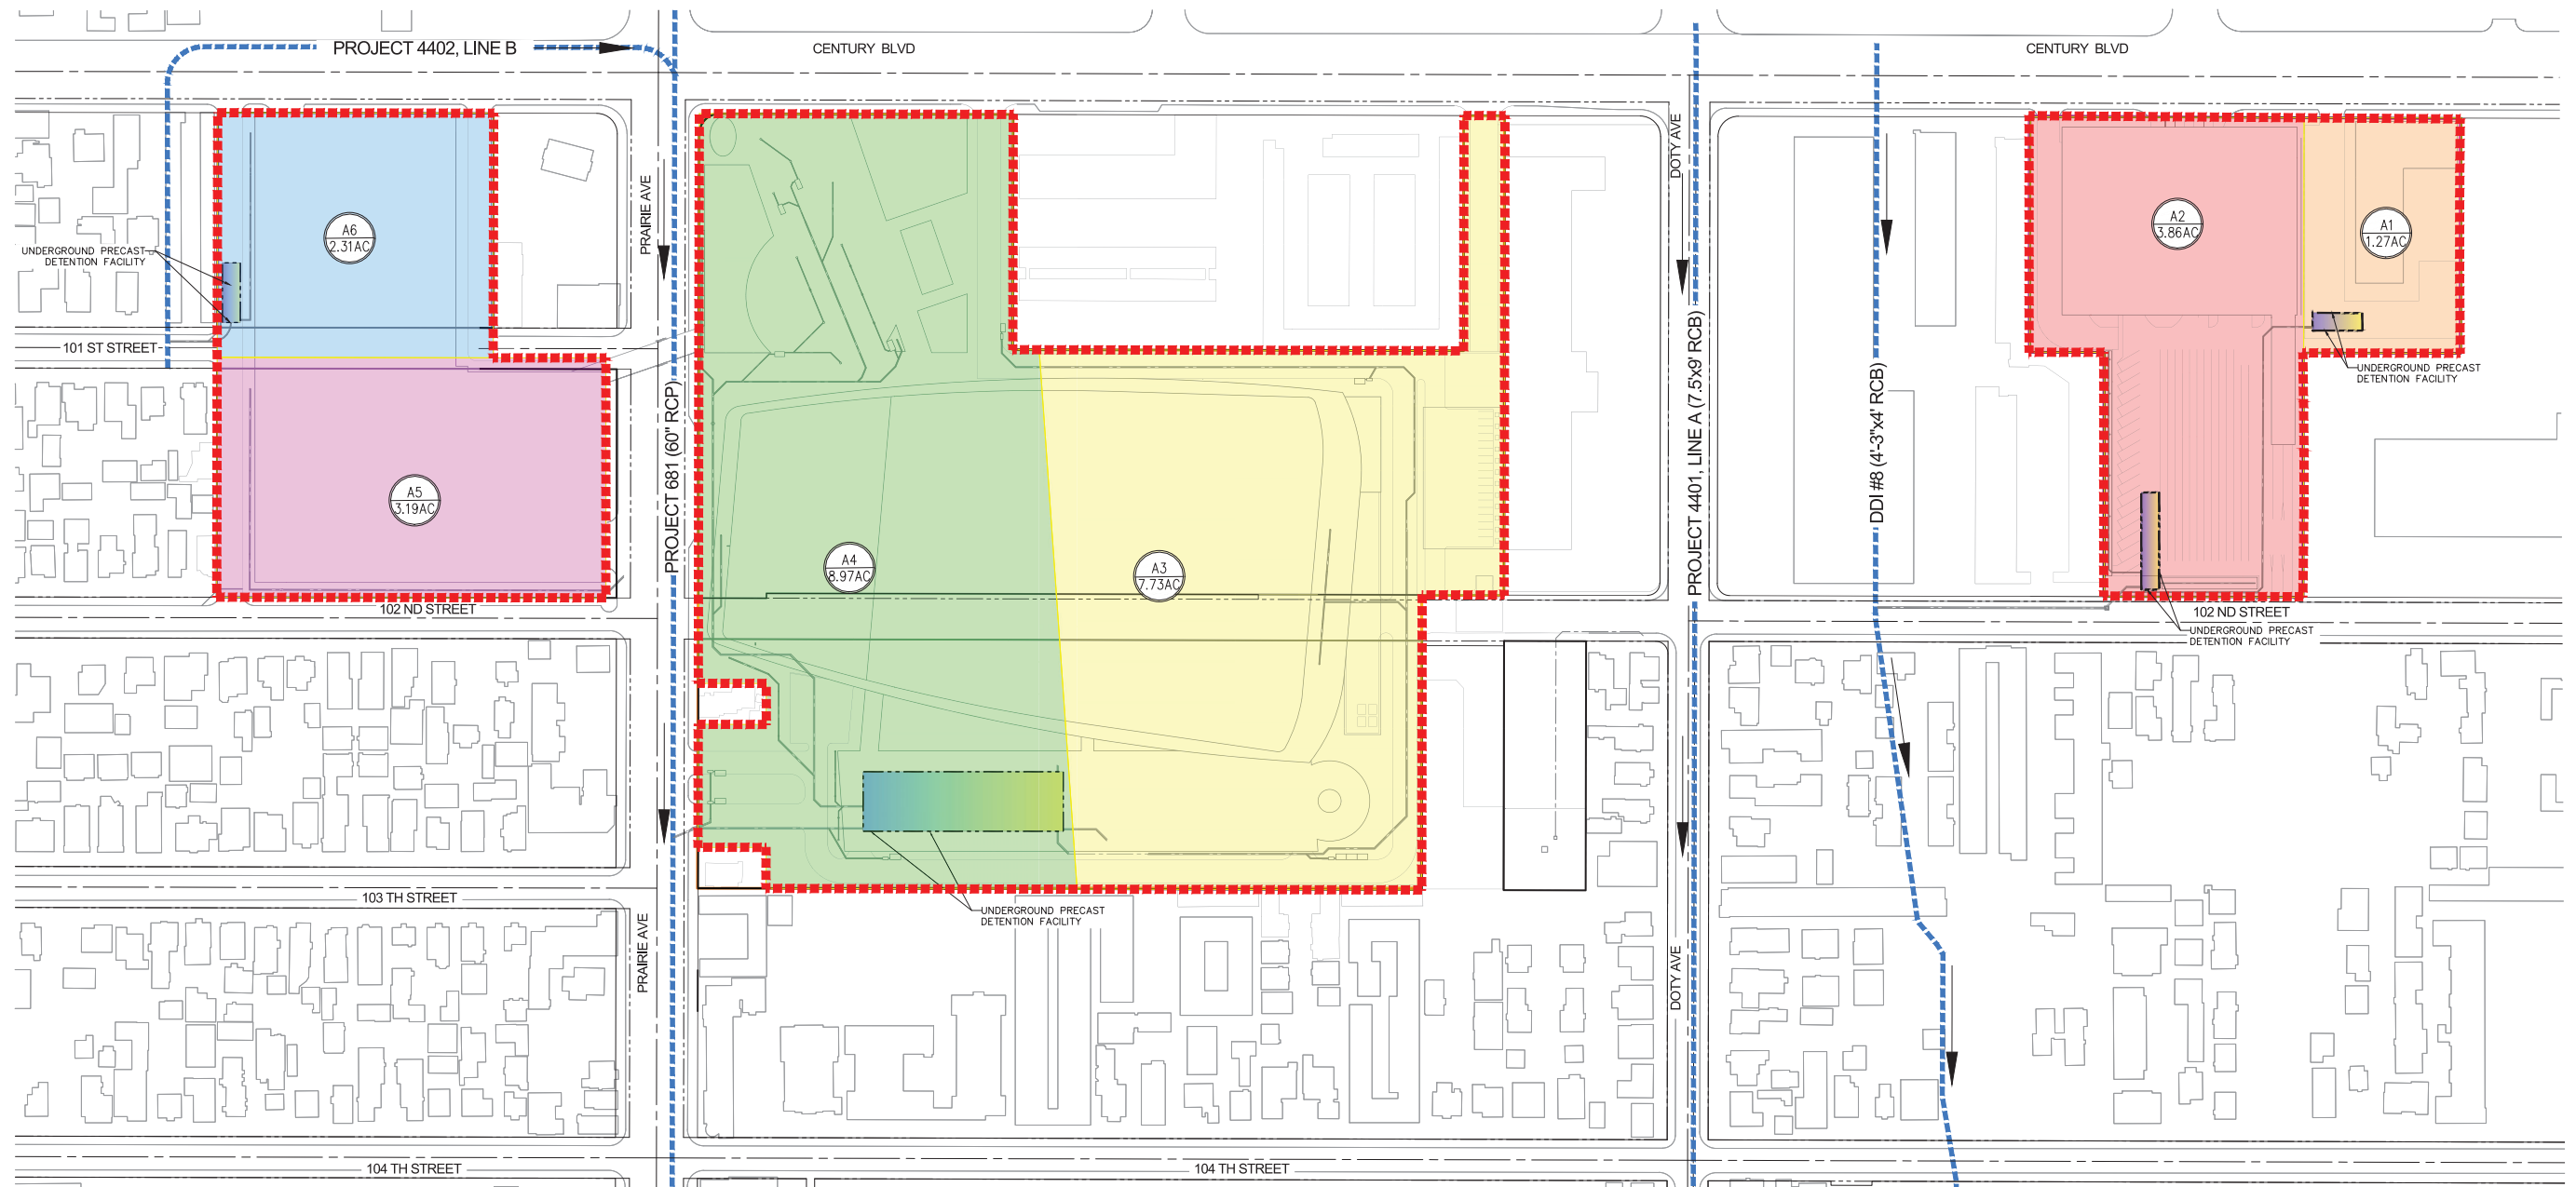 PROJECT 4402, LINE B
CENTURY BLVD
CENTURY BLVD
PRAIRIE AVE
DOTY AVE
A6
2.31AC
UNDERGROUND PRECAST
DETENTION FACILITY
101 ST STREET
A5
3.19AC
102 ND STREET
PROJECT 681 (60" RCP)
A4
8.97AC
A3
7.73AC
PROJECT 4401, LINE A (7.5'x9' RCB)
DDI #8 (4'-3"x4' RCB)
A2
3.86AC
A1
1.27AC
UNDERGROUND PRECAST
DETENTION FACILITY
102 ND STREET
UNDERGROUND PRECAST
DETENTION FACILITY
103 TH STREET
UNDERGROUND PRECAST
DETENTION FACILITY
PRAIRIE AVE
DOTY AVE
104 TH STREET
104 TH STREET